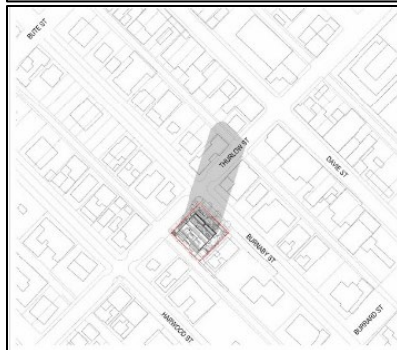 BUTE ST
THURLOW ST
DAVIE ST
BURNABY ST
HARWOOD ST
BURRARD ST